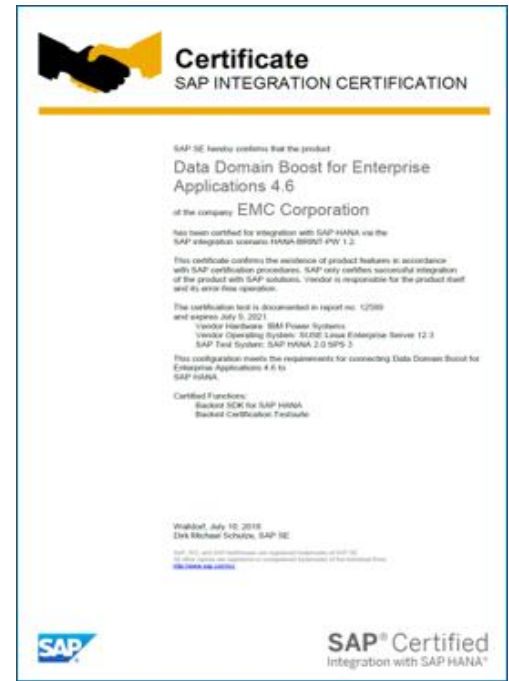 Certificate
SAP INTEGRATION CERTIFICATION
SAP SE hereby confirms that the product
Data Domain Boost for Enterprise
Applications 4.6
of the company EMC Corporation
has been certified for integration with SAP HANA via the
SAP integration scenario HANA-BRINT-PW 1.2.
This certificate confirms the existence of product features in accordance
with SAP certification procedures. SAP only certifies successful integration
of the product with SAP solutions. Vendor is responsible for the product itself
and its error-free operation.
The certification test is documented in report no.
and expires July 9, 2021
Vendor Hardware: IBM Power Systems
Vendor Operating System: SUSE Linux Enterprise Server 12.3
SAP Test System: SAP HANA 2.0 SPS 3
This configuration meets the requirements for connecting Data Domain Boost for
Enterprise Applications 4.6 to
SAP HANA.
Certified Functions:
Backint SDK for SAP HANA
Backint Certification Testsuite
Walldorf, July 10, 2018
Dirk Michael Schulze, SAP SE
SAP
SAP® Certified
Integration with SAP HANA®